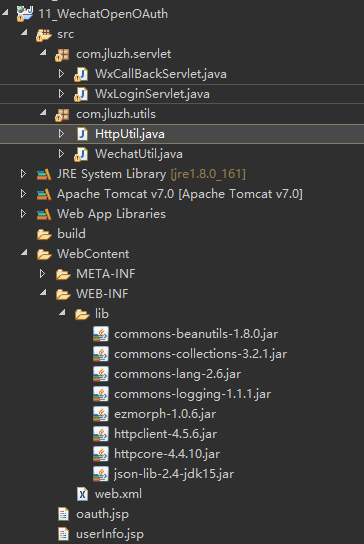 11_WechatOpenOAuth
src
com.jluzh.servlet
WxCallBackServlet.java
WxLoginServlet.java
com.jluzh.utils
HttpUtil.java
WechatUtil.java
JRE System Library [jre1.8.0_161]
Apache Tomcat v7.0 [Apache Tomcat v7.0]
Web App Libraries
build
WebContent
META-INF
WEB-INF
lib
commons-beanutils-1.8.0.jar
commons-collections-3.2.1.jar
commons-lang-2.6.jar
commons-logging-1.1.1.jar
ezmorph-1.0.6.jar
httpclient-4.5.6.jar
httpcore-4.4.10.jar
json-lib-2.4-jdk15.jar
web.xml
oauth.jsp
userInfo.jsp